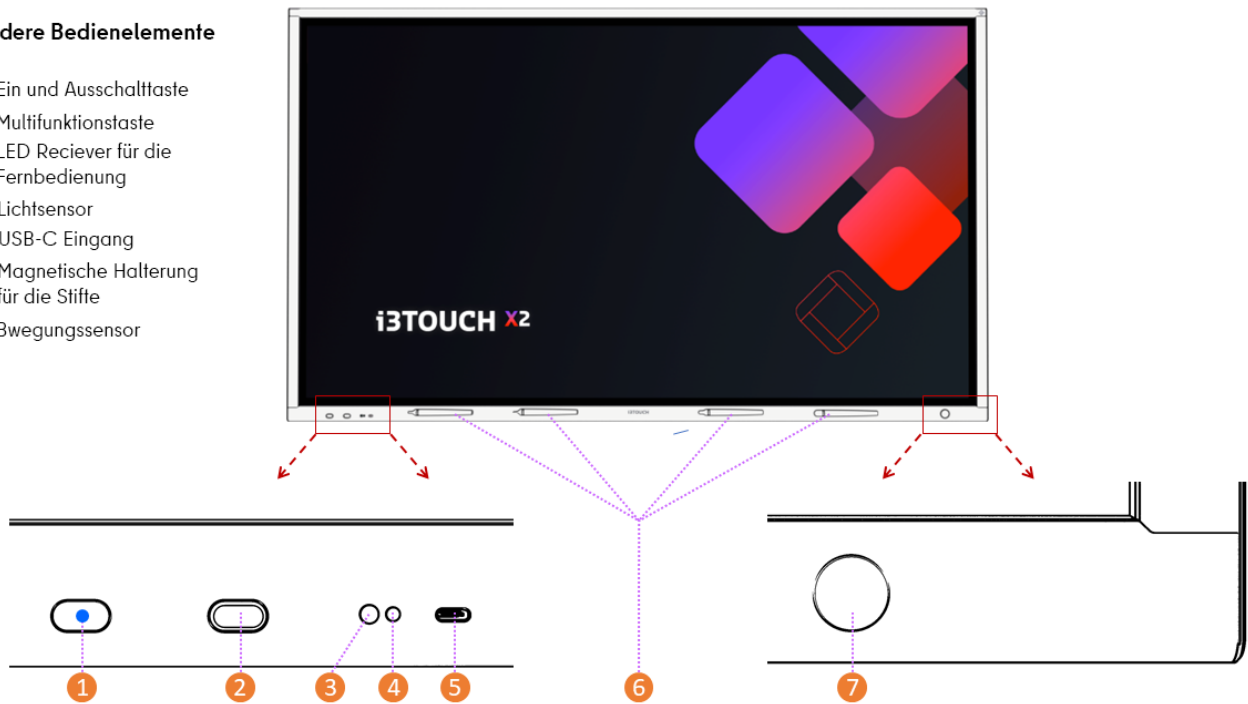 dere Bedienelemente
Ein und Ausschalttaste
Multifunktionstaste
LED Reciever für die
Fernbedienung
Lichtsensor
USB-C Eingang
Magnetische Halterung
für die Stifte
Bwegungssensor
i3TOUCH X2
i3TOUCH
1
2
3
4
5
6
7